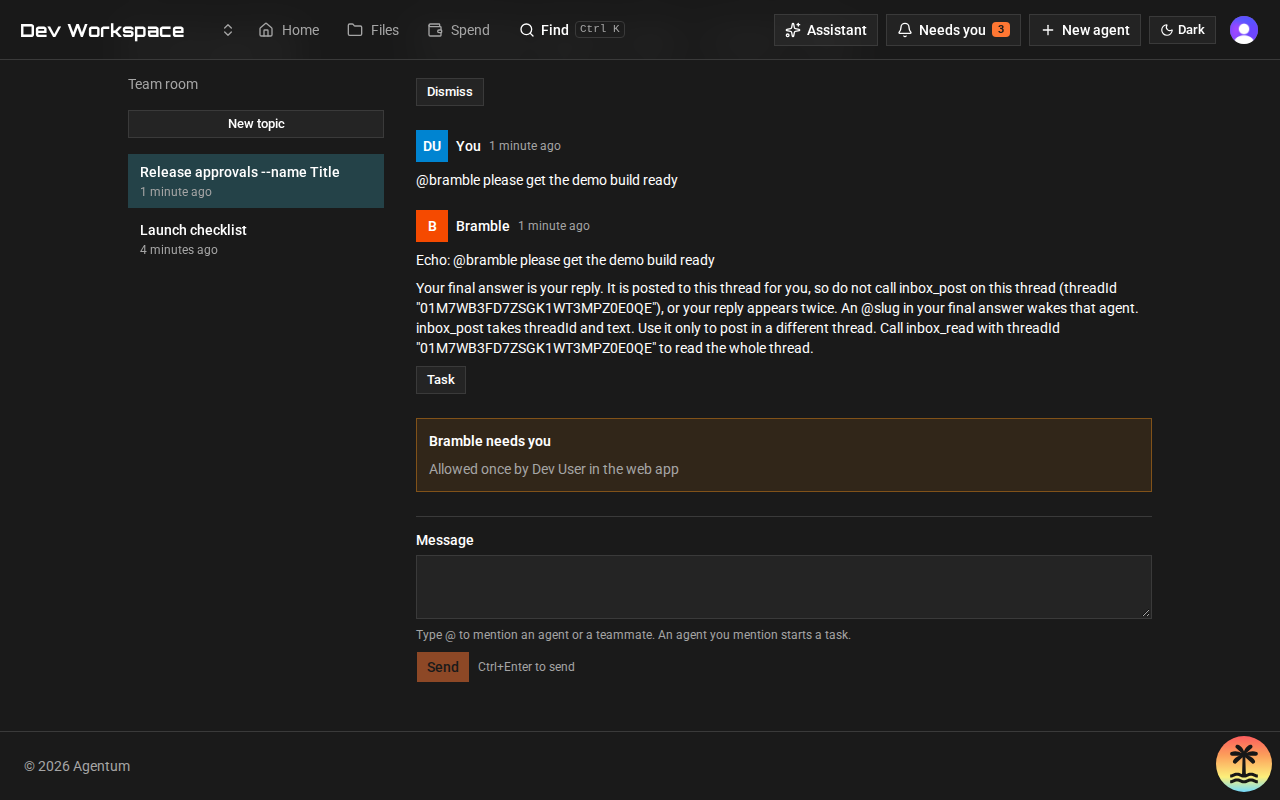 Dev Workspace
Home
Files
Spend
Find
Ctrl K
Assistant
Needs you
3
New agent
Dark
Team room
New topic
Release approvals --name Title
1 minute ago
Launch checklist
4 minutes ago
Dismiss
DU
You
1 minute ago
@bramble please get the demo build ready
B
Bramble
1 minute ago
Echo: @bramble please get the demo build ready
Your final answer is your reply. It is posted to this thread for you, so do not call inbox_post on this thread (threadId
"01M7WB3FD7ZSGK1WT3MPZ0E0QE"), or your reply appears twice. An @slug in your final answer wakes that agent.
inbox_post takes threadId and text. Use it only to post in a different thread. Call inbox_read with threadId
"01M7WB3FD7ZSGK1WT3MPZ0E0QE" to read the whole thread.
Task
Bramble needs you
Allowed once by Dev User in the web app
Message
Type @ to mention an agent or a teammate. An agent you mention starts a task.
Send
Ctrl+Enter to send
© 2026 Agentum